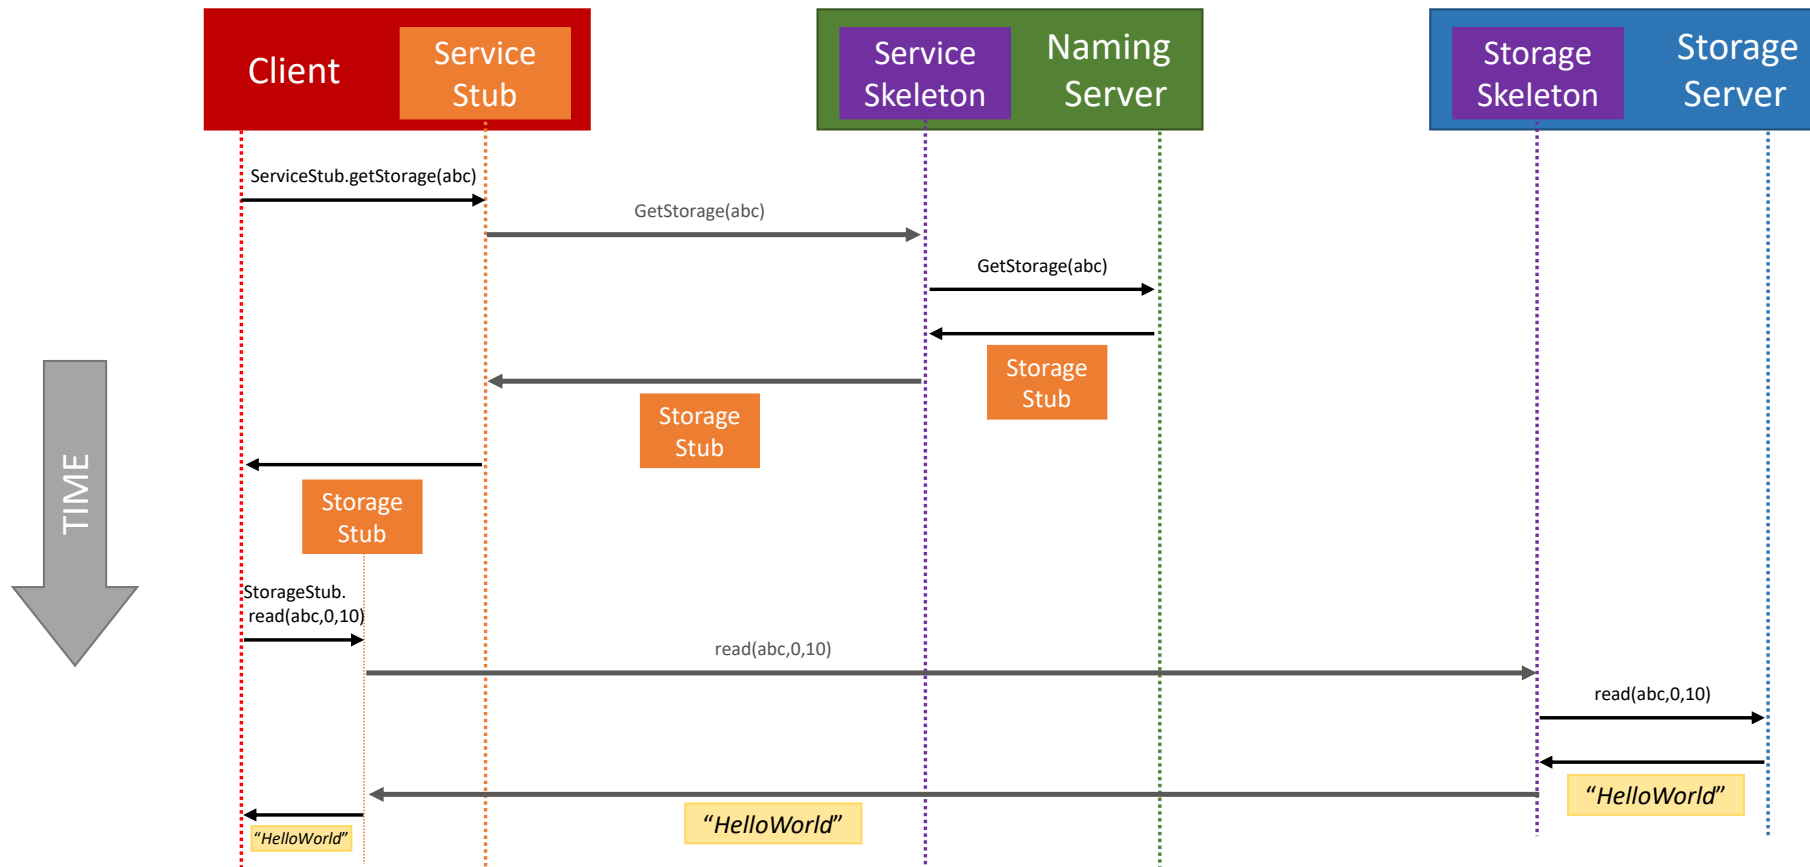 Client
Service
Stub
Service
Skeleton
Naming
Server
Storage
Skeleton
Storage
Server
ServiceStub.getStorage(abc)
GetStorage(abc)
GetStorage(abc)
Storage
Stub
Storage
Stub
Storage
Stub
TIME
StorageStub.
read(abc,0,10)
read(abc,0,10)
read(abc,0,10)
“HelloWorld”
“HelloWorld”
“HelloWorld”